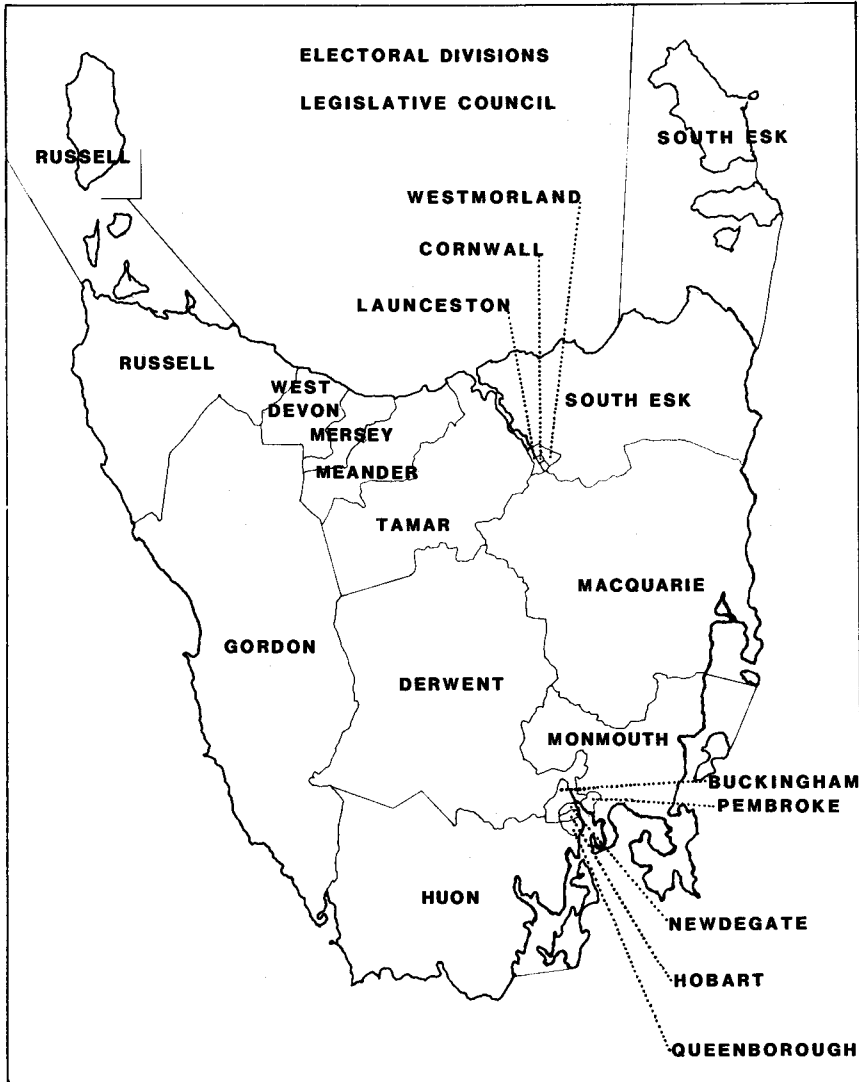 ELECTORAL DIVISIONS
LEGISLATIVE COUNCIL
RUSSELL
SOUTH ESK
WESTMORLAND
CORNWALL
LAUNCESTON
RUSSELL
WEST
DEVON
SOUTH ESK
MERSEY
MEANDER
TAMAR
MACQUARIE
GORDON
DERWENT
MONMOUTH
BUCKINGHAM
PEMBROKE
HUON
NEWDEGATE
HOBART
QUEENBOROUGH